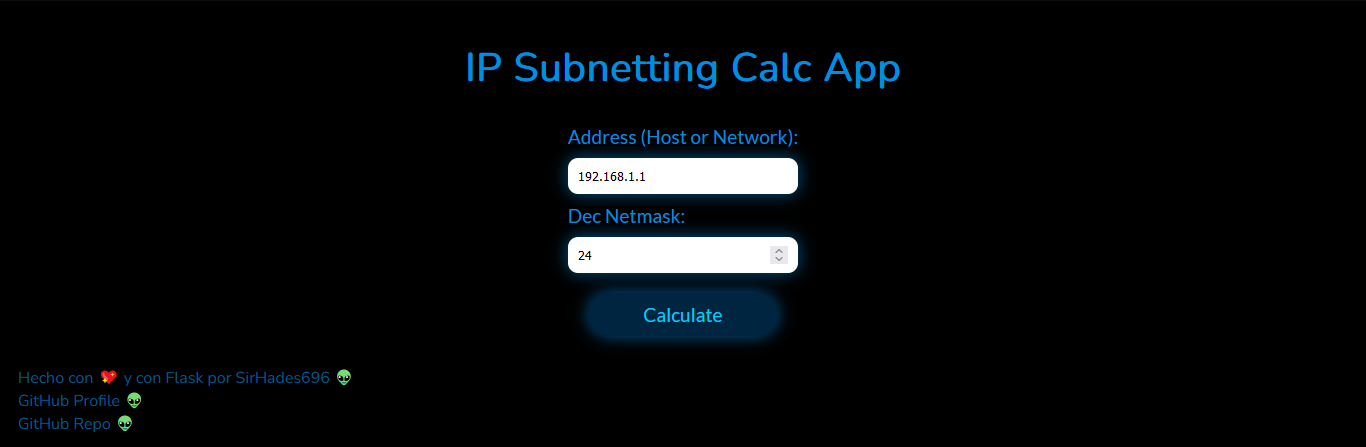 IP Subnetting Calc App
Address (Host or Network):
192.168.1.1
Dec Netmask:
24
Calculate
Hecho con 💖 y con Flask por SirHades696 👽
GitHub Profile 👽
GitHub Repo 👽